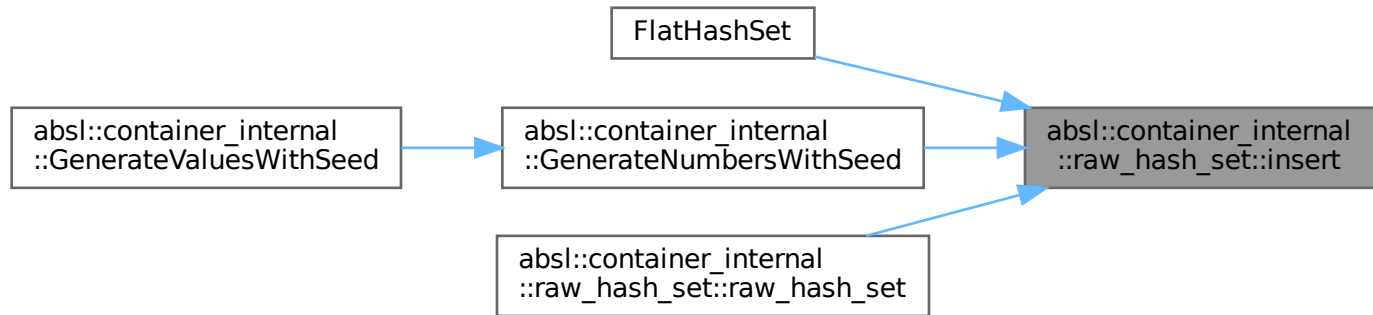 FlatHashSet
absl::container_internal
::GenerateValuesWithSeed
absl::container_internal
::GenerateNumbersWithSeed
absl::container_internal
::raw_hash_set::insert
absl::container_internal
::raw_hash_set::raw_hash_set